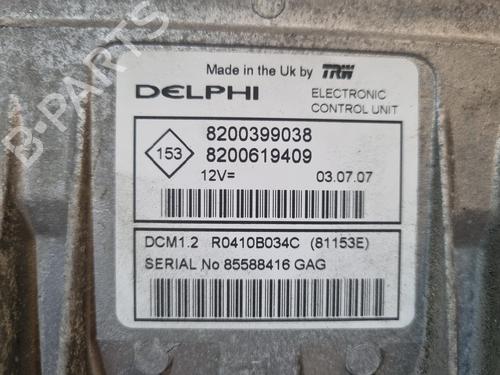 Made in the Uk by TRW
DELPHI
ELECTRONIC
CONTROL UNIT
153
8200399038
8200619409
12V=
03.07.07
DCM1.2 R0410B034C (81153E)
SERIAL No 85588416 GAG
B-PARTS